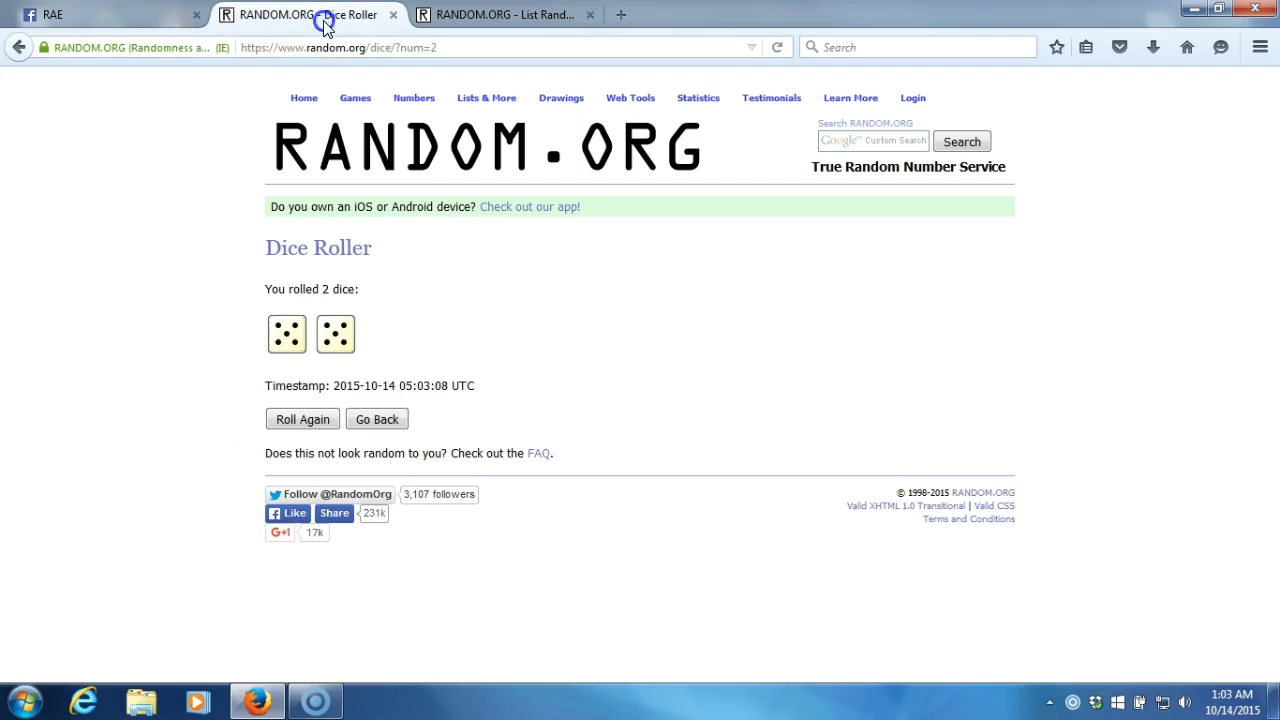 RAE
RANDOM.ORG - Dice Roller
RANDOM.ORG - List Rand...
RANDOM.ORG (Randomness a... (IE)
https://www.random.org/dice/?num=2
Search
Home Games Numbers Lists & More Drawings Web Tools Statistics Testimonials Learn More Login
RANDOM.ORG
Search RANDOM.ORG
Google™ Custom Search
Search
True Random Number Service
Do you own an iOS or Android device? Check out our app!
Dice Roller
You rolled 2 dice:
Timestamp: 2015-10-14 05:03:08 UTC
Roll Again Go Back
Does this not look random to you? Check out the FAQ.
Follow @RandomOrg 3,107 followers
Like Share 231k
G+1 17k
© 1998-2015 RANDOM.ORG
Valid XHTML 1.0 Transitional | Valid CSS
Terms and Conditions
1:03 AM
10/14/2015